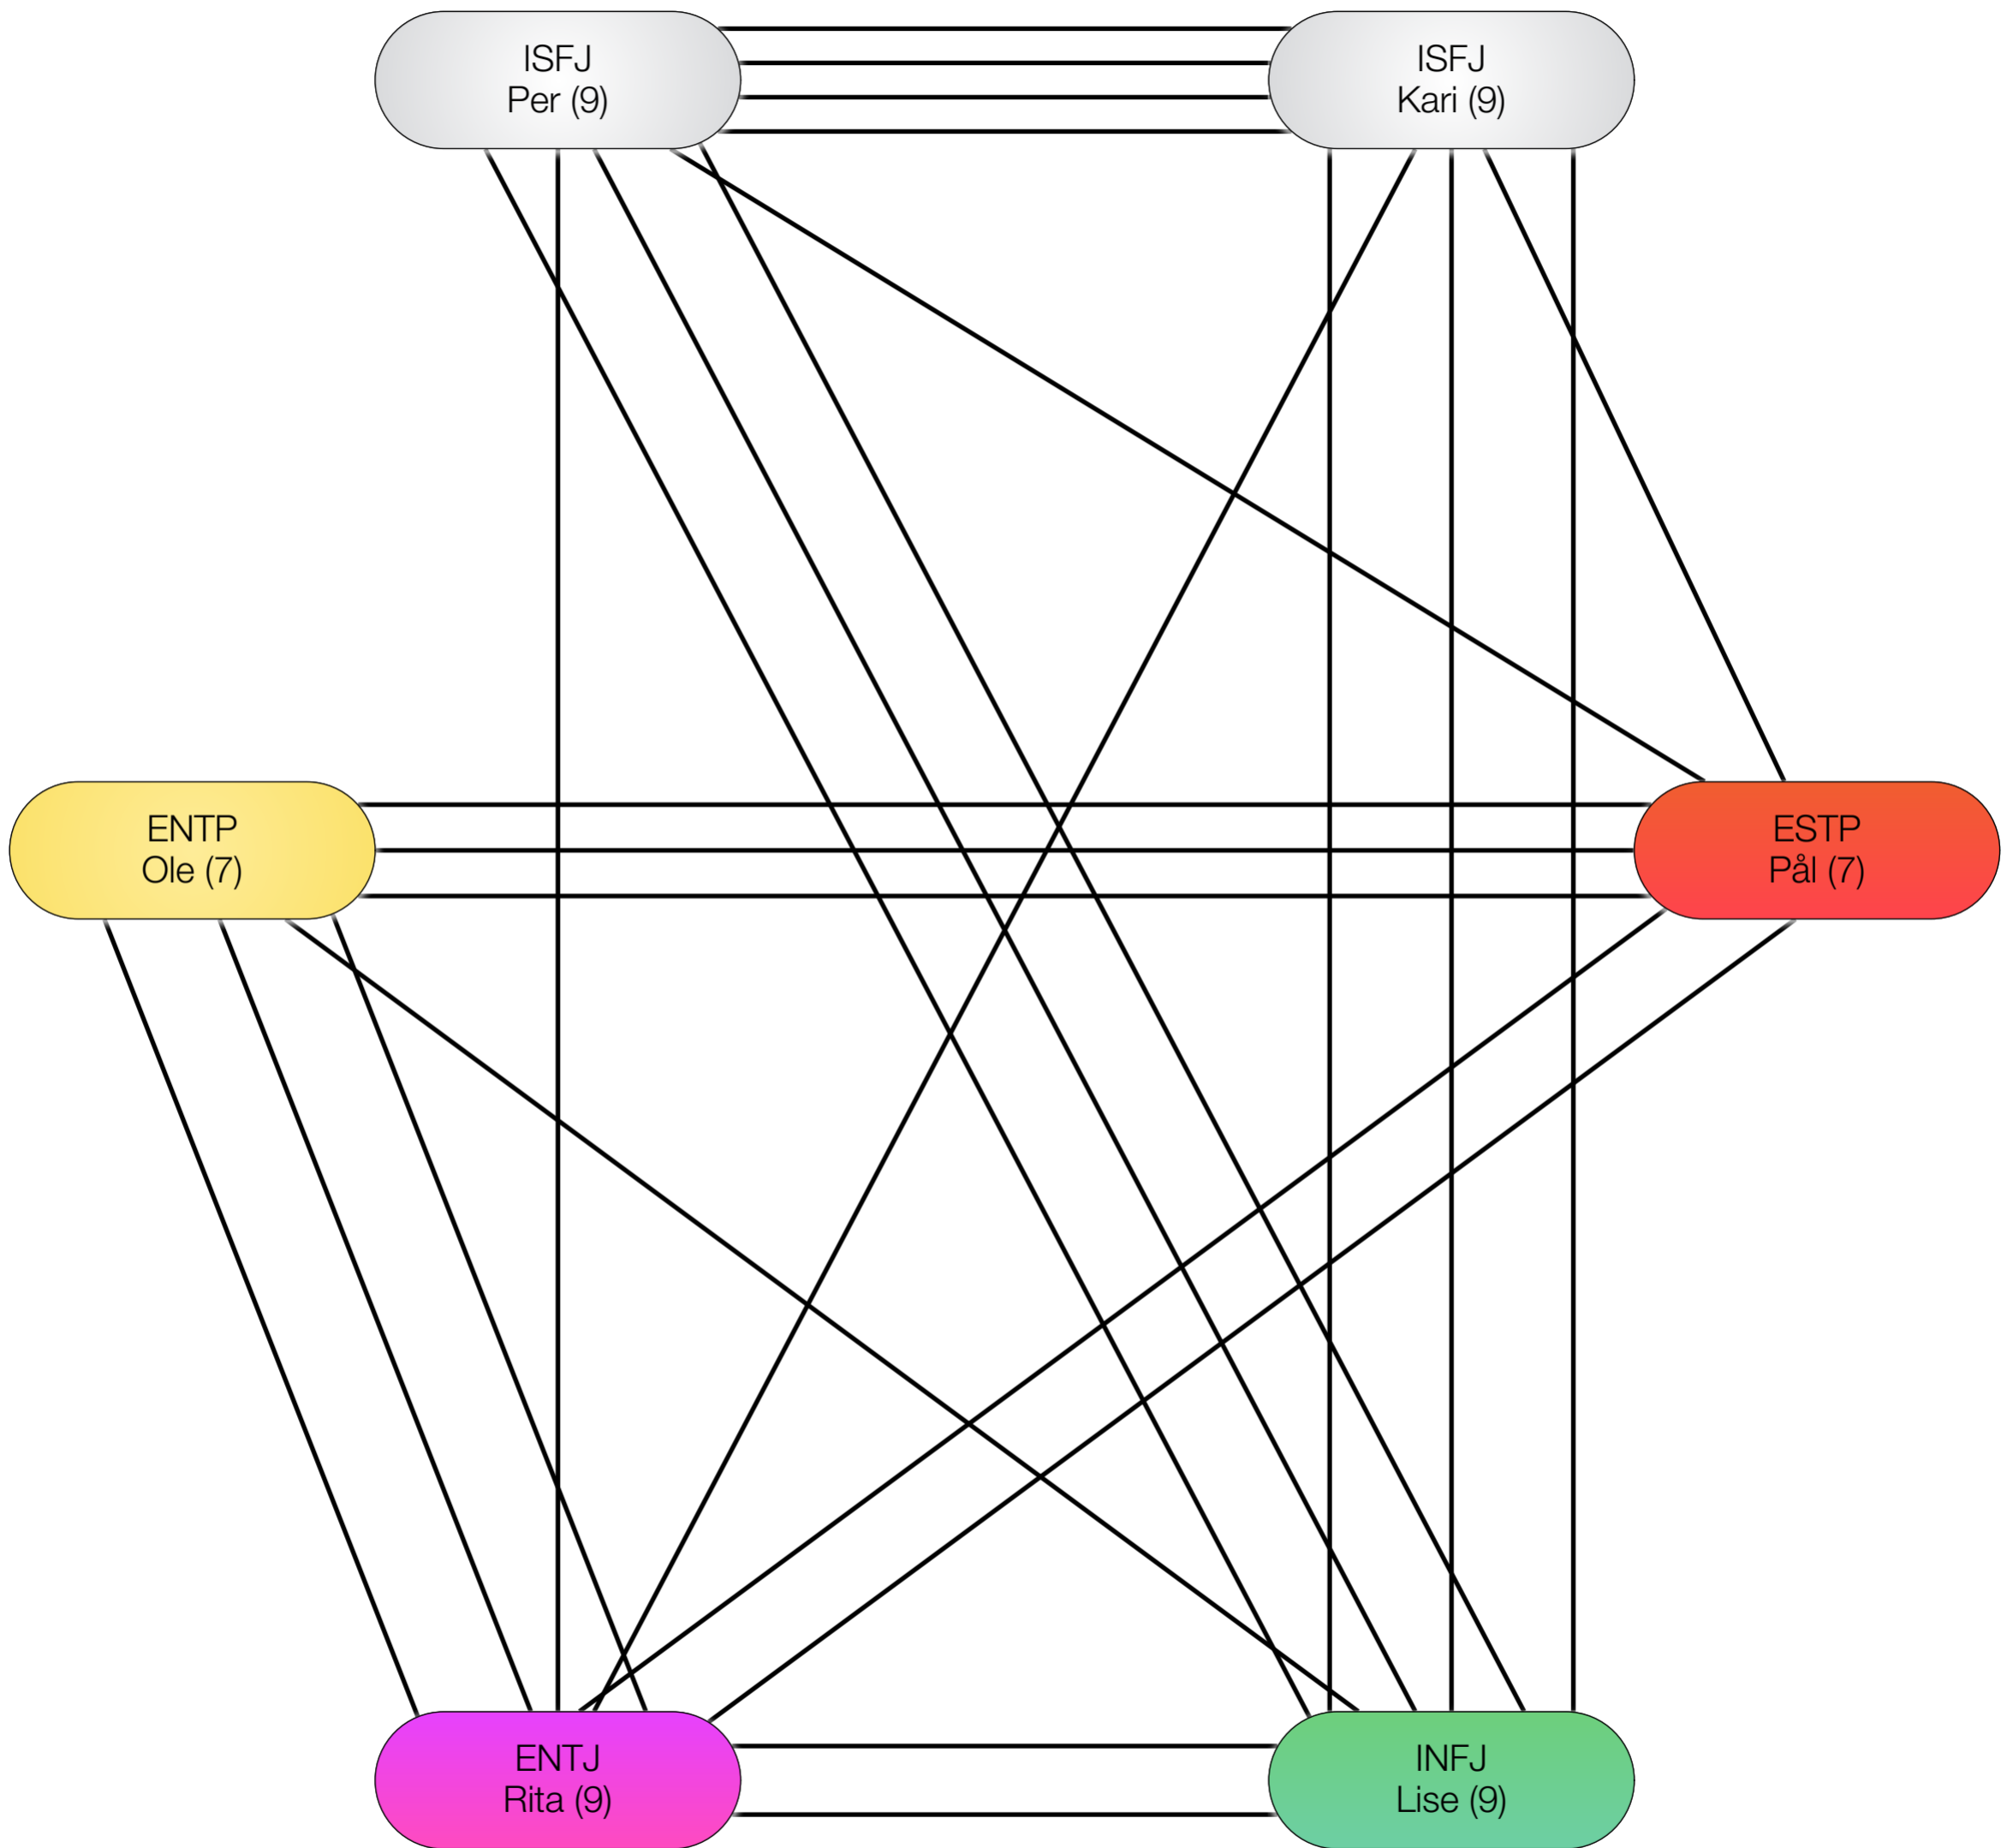 ISFJ
Per (9)
ISFJ
Kari (9)
ENTP
Ole (7)
ESTP
Pål (7)
ENTJ
Rita (9)
INFJ
Lise (9)